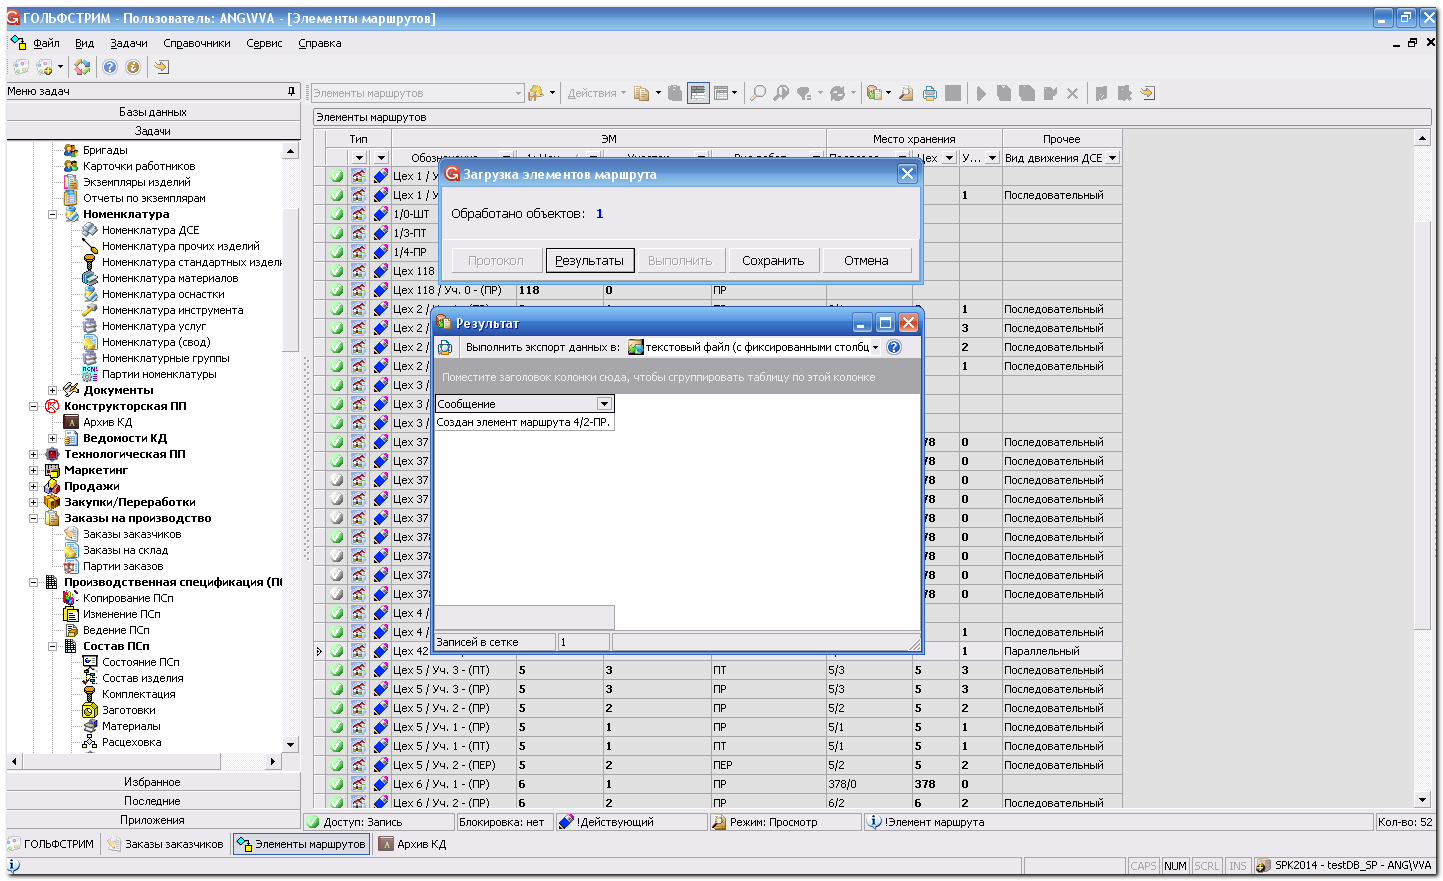 ГОЛЬФСТРИМ - Пользователь: ANG\VVA - [Элементы маршрутов]
Файл Вид Задачи Справочники Сервис Справка
Меню задач
Базы данных
Задачи
Бригады
Карточки работников
Экземпляры изделий
Отчеты по экземплярам
Номенклатура
Номенклатура ДСЕ
Номенклатура прочих изделий
Номенклатура стандартных издели
Номенклатура материалов
Номенклатура оснастки
Номенклатура инструмента
Номенклатура услуг
Номенклатура (свод)
Номенклатурные группы
Партии номенклатуры
Документы
Конструкторская ПП
Архив КД
Ведомости КД
Технологическая ПП
Маркетинг
Продажи
Закупки/Переработки
Заказы на производство
Заказы заказчиков
Заказы на склад
Партии заказов
Производственная спецификация (П
Копирование ПСп
Изменение ПСп
Ведение ПСп
Состав ПСп
Состояние ПСп
Состав изделия
Комплектация
Заготовки
Материалы
Расцеховка
Избранное
Последние
Приложения
Элементы маршрутов
Действия
Элементы маршрутов
Тип ЭМ Место хранения Прочее
Цех У... Вид движения ДСЕ
Цех 1 / У
Цех 1 / У 1 Последовательный
1/0-ШТ
1/3-ПТ
1/4-ПР
Цех 118
Цех 118 / Уч. 0 - (ПР) 118 0 ПР
Цех 2 / 1 Последовательный
Цех 2 / 3 Последовательный
Цех 2 / 2 Последовательный
Цех 2 / 1 Последовательный
Цех 3 /
Цех 3 /
Цех 3 /
Цех 37 78 0 Последовательный
Цех 37 78 0 Последовательный
Цех 37 78 0 Последовательный
Цех 37 78 0 Последовательный
Цех 37 78 0 Последовательный
Цех 378 78 0 Последовательный
Цех 378 78 0 Последовательный
Цех 378 78 0 Последовательный
Цех 378 78 0 Последовательный
Цех 4 /
Цех 4 / 1 Последовательный
Цех 42 1 Параллельный
Цех 5 / Уч. 3 - (ПТ) 5 3 ПТ 5/3 5 3 Последовательный
Цех 5 / Уч. 3 - (ПР) 5 3 ПР 5/3 5 3 Последовательный
Цех 5 / Уч. 2 - (ПР) 5 2 ПР 5/2 5 2 Последовательный
Цех 5 / Уч. 1 - (ПР) 5 1 ПР 5/1 5 1 Последовательный
Цех 5 / Уч. 1 - (ПТ) 5 1 ПТ 5/1 5 1 Последовательный
Цех 5 / Уч. 2 - (ПЕР) 5 2 ПЕР 5/2 5 2 Последовательный
Цех 6 / Уч. 1 - (ПР) 6 1 ПР 378/0 378 0
Цех 6 / Уч. 2 - (ПР) 6 2 ПР 6/2 6 2 Последовательный
Загрузка элементов маршрута
Обработано объектов: 1
Протокол Результаты Выполнить Сохранить Отмена
Результат
Выполнить экспорт данных в: текстовый файл (с фиксированными столбц
Поместите заголовок колонки сюда, чтобы сгруппировать таблицу по этой колонке
Сообщение
Создан элемент маршрута 4/2-ПР.
Записей в сетке 1
Доступ: Запись Блокировка: нет !Действующий Режим: Просмотр !Элемент маршрута Кол-во: 52
ГОЛЬФСТРИМ Заказы заказчиков Элементы маршрутов Архив КД
CAPS NUM SCRL INS SPK2014 - testDB_SP - ANG\VVA